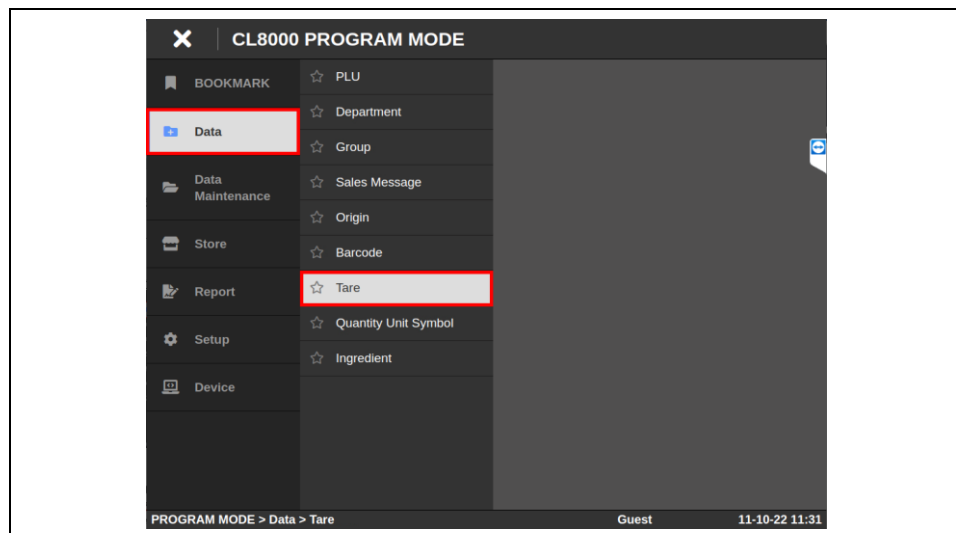 CL8000 PROGRAM MODE
BOOKMARK
Data
Data
Maintenance
Store
Report
Setup
Device
PLU
Department
Group
Sales Message
Origin
Barcode
Tare
Quantity Unit Symbol
Ingredient
PROGRAM MODE > Data > Tare
Guest
11-10-22 11:31